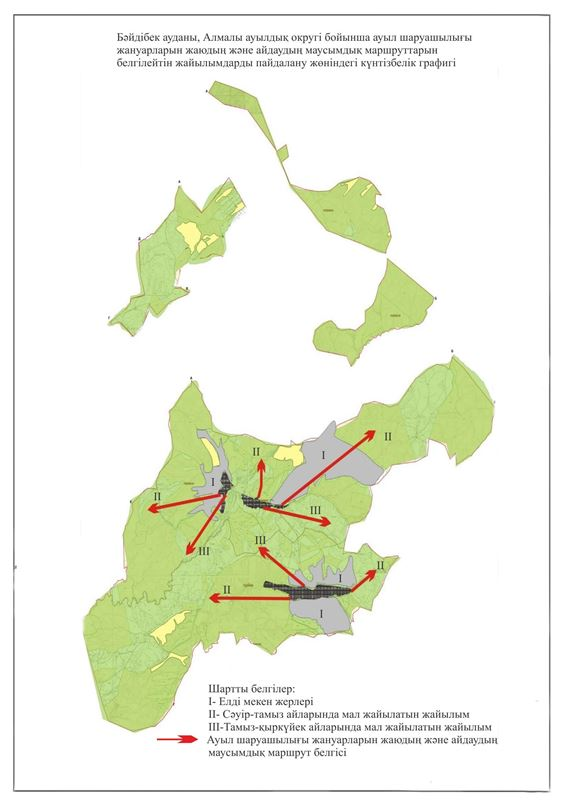 Бәйдібек ауданы, Алмалы ауылдық округі бойынша ауыл шаруашылығы
жануарларын жаюдың және айдаудың маусымдық маршруттарын
белгілейтін жайылымдарды пайдалану жөніндегі күнтізбелік графигі
II
I
II
I
II
III
III
III
II
I
II
I
Шартты белгілер:
I- Елді мекен жерлері
II- Сәуір-тамыз айларында мал жайылатын жайылым
III-Тамыз-қыркүйек айларында мал жайылатын жайылым
Ауыл шаруашылығы жануарларын жаюдың және айдаудың
маусымдық маршрут белгісі